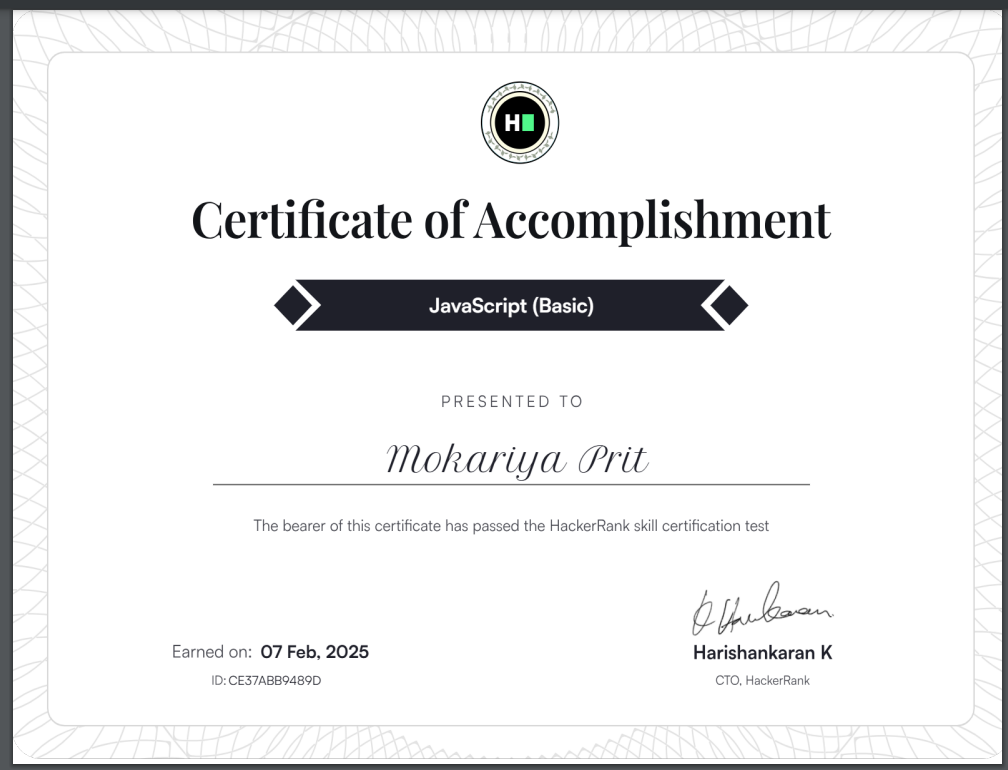 H
Certificate of Accomplishment
JavaScript (Basic)
PRESENTED TO
Mokariya Prit
The bearer of this certificate has passed the HackerRank skill certification test
Earned on: 07 Feb, 2025
ID: CE37ABB9489D
Harishankaran K
CTO, HackerRank